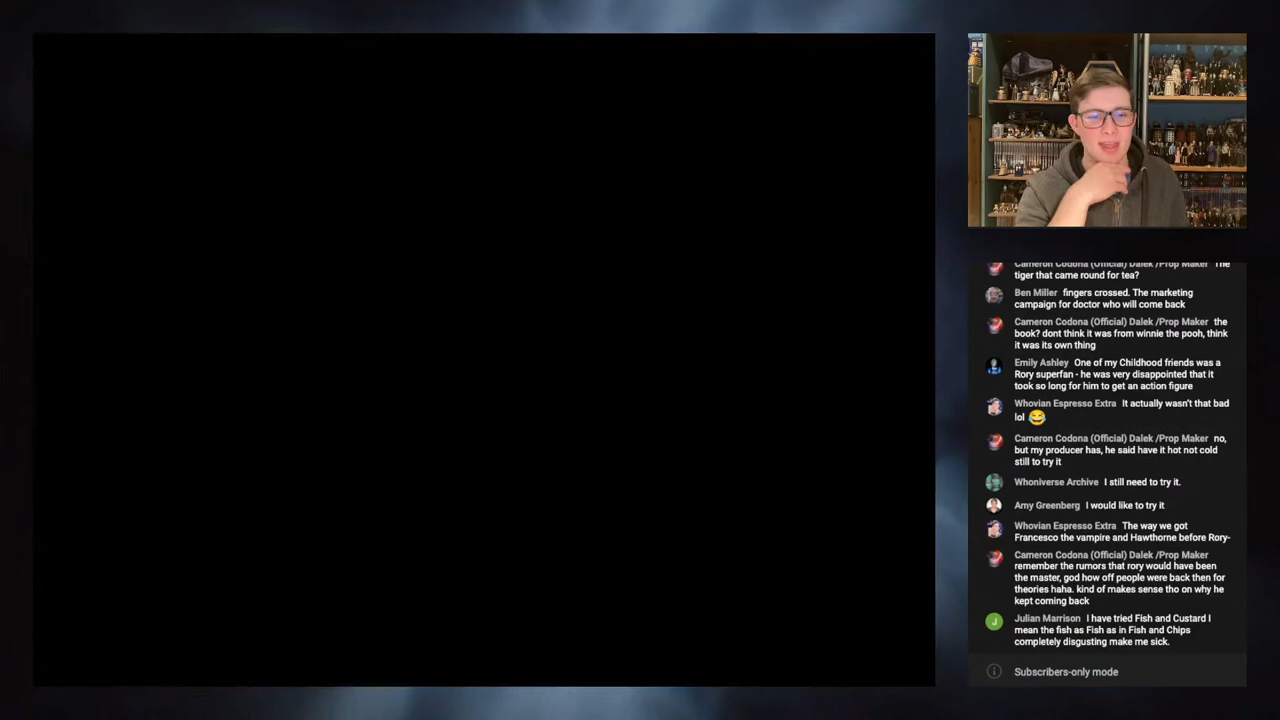 Cameron Codona (Official) Dalek /Prop Maker The
tiger that came round for tea?
Ben Miller fingers crossed. The marketing
campaign for doctor who will come back
Cameron Codona (Official) Dalek /Prop Maker the
book? dont think it was from winnie the pooh, think
it was its own thing
Emily Ashley One of my Childhood friends was a
Rory superfan - he was very disappointed that it
took so long for him to get an action figure
Whovian Espresso Extra It actually wasn't that bad
lol 😂
Cameron Codona (Official) Dalek /Prop Maker no,
but my producer has, he said have it hot not cold
still to try it
Whoniverse Archive I still need to try it.
Amy Greenberg I would like to try it
Whovian Espresso Extra The way we got
Francesco the vampire and Hawthorne before Rory-
Cameron Codona (Official) Dalek /Prop Maker
remember the rumors that rory would have been
the master, god how off people were back then for
theories haha. kind of makes sense tho on why he
kept coming back
J
Julian Marrison I have tried Fish and Custard I
mean the fish as Fish as in Fish and Chips
completely disgusting make me sick.
Subscribers-only mode